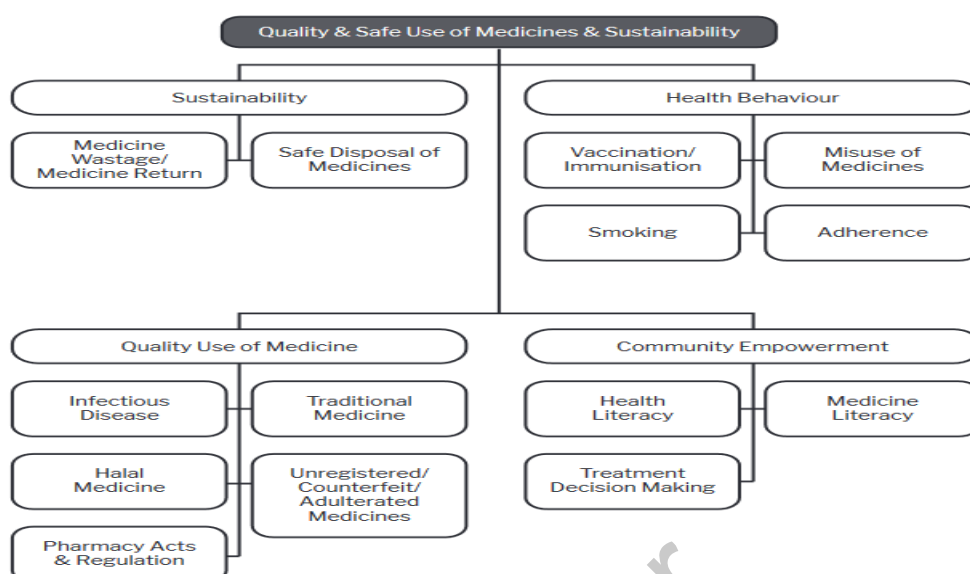 Quality & Safe Use of Medicines & Sustainability
Sustainability
Medicine
Wastage/
Medicine Return
Safe Disposal of
Medicines
Health Behaviour
Vaccination/
Immunisation
Misuse of
Medicines
Smoking
Adherence
Quality Use of Medicine
Infectious
Disease
Traditional
Medicine
Halal
Medicine
Unregistered/
Counterfeit/
Adulterated
Medicines
Pharmacy Acts
& Regulation
Community Empowerment
Health
Literacy
Medicine
Literacy
Treatment
Decision Making